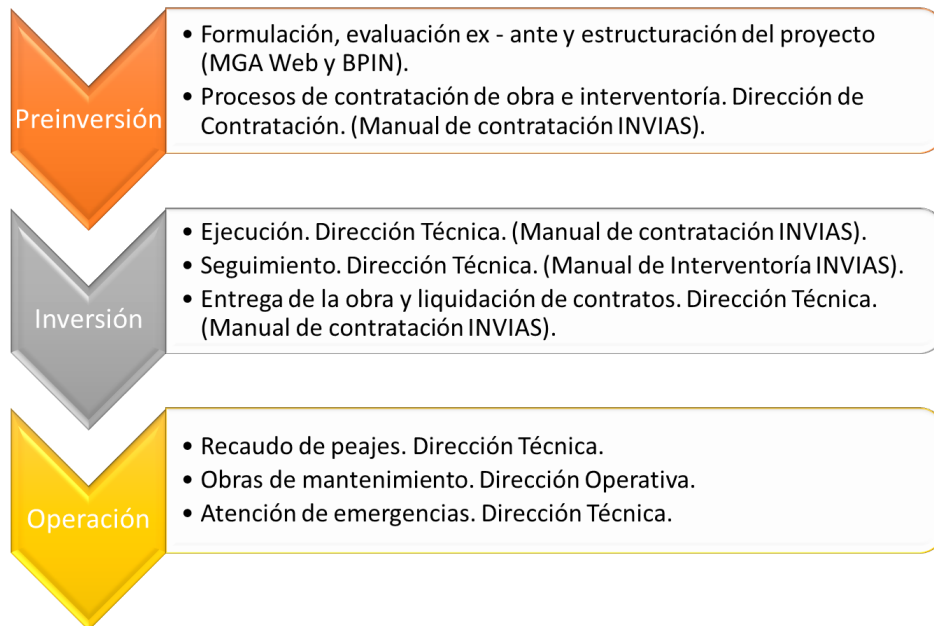 Preinversión
• Formulación, evaluación ex - ante y estructuración del proyecto
(MGA Web y BPIN).
• Procesos de contratación de obra e interventoría. Dirección de
Contratación. (Manual de contratación INVIAS).
Inversión
• Ejecución. Dirección Técnica. (Manual de contratación INVIAS).
• Seguimiento. Dirección Técnica. (Manual de Interventoría INVIAS).
• Entrega de la obra y liquidación de contratos. Dirección Técnica.
(Manual de contratación INVIAS).
Operación
• Recaudo de peajes. Dirección Técnica.
• Obras de mantenimiento. Dirección Operativa.
• Atención de emergencias. Dirección Técnica.